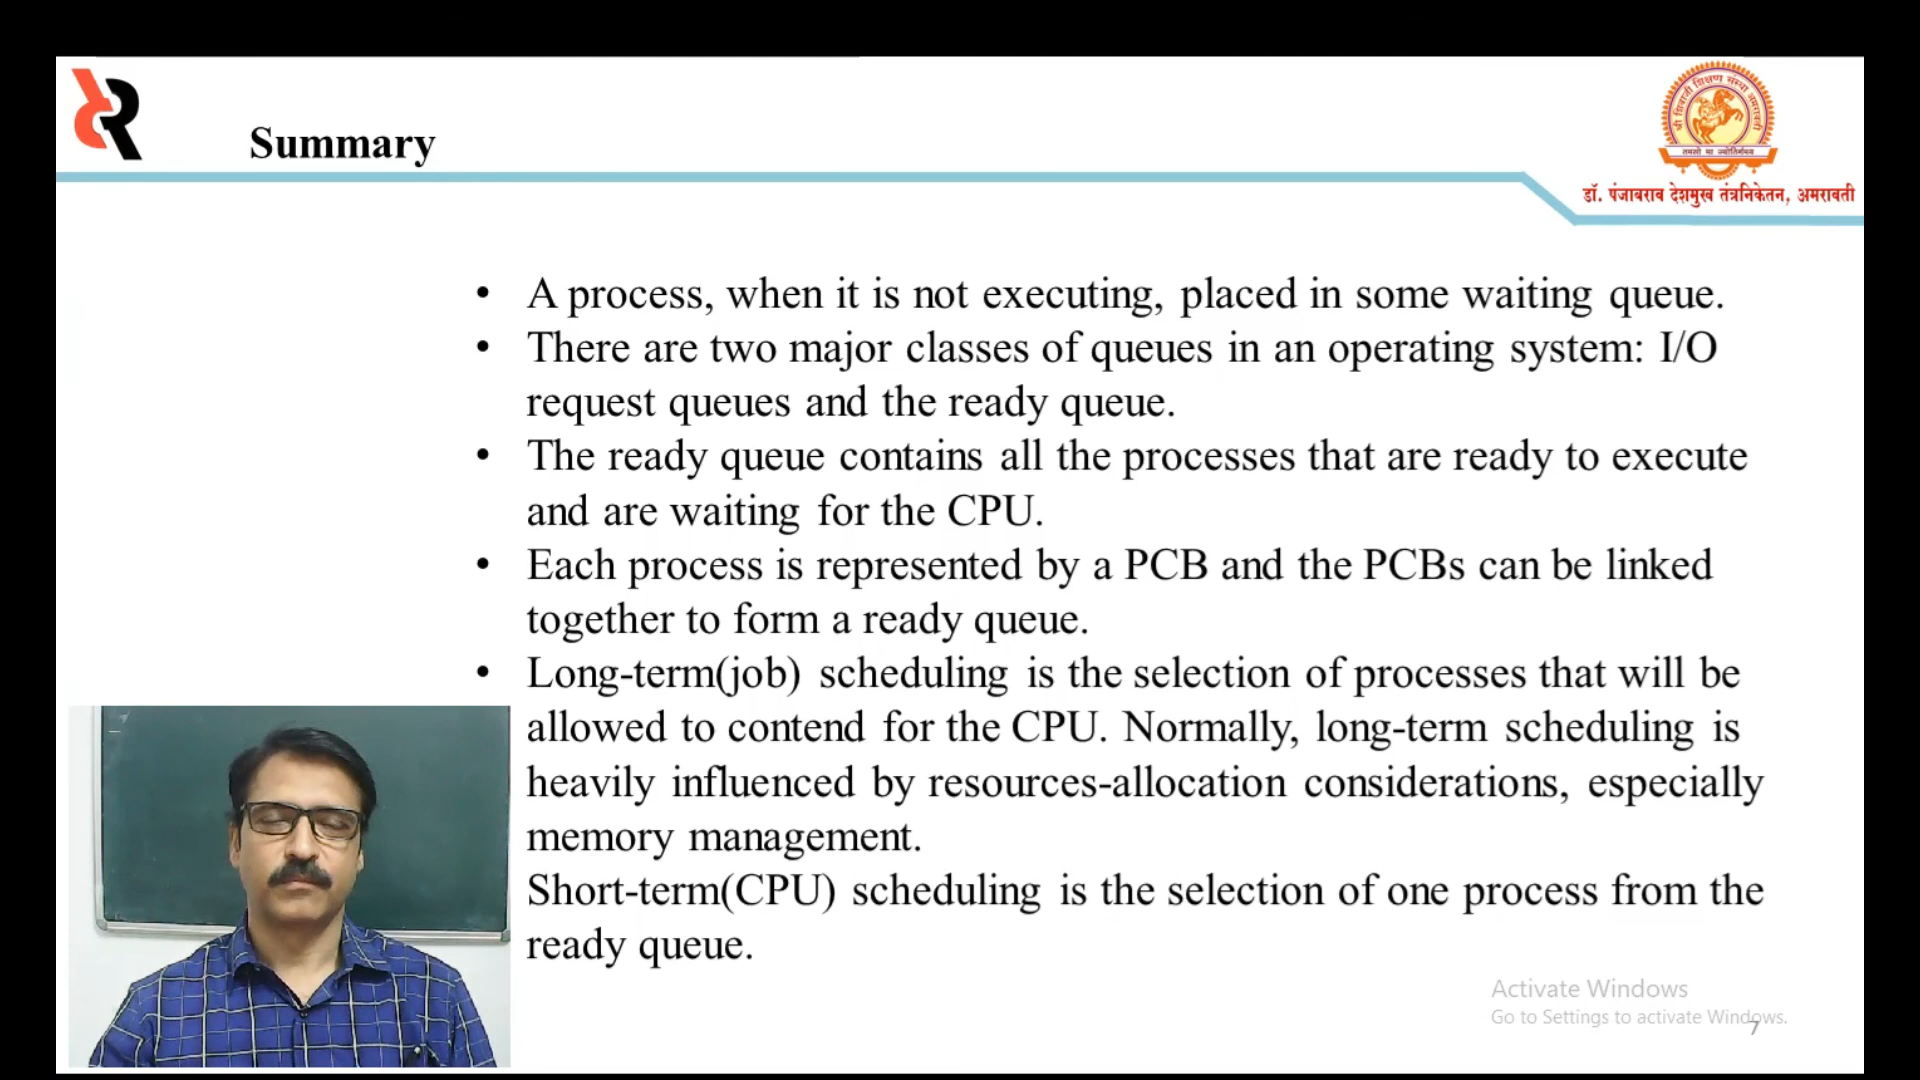 Summary
श्री शिवाजी शिक्षण संस्था अमरावती
तमसो मा ज्योतिर्गमय
डॉ. पंजाबराव देशमुख तंत्रनिकेतन, अमरावती
• A process, when it is not executing, placed in some waiting queue.
• There are two major classes of queues in an operating system: I/O
request queues and the ready queue.
• The ready queue contains all the processes that are ready to execute
and are waiting for the CPU.
• Each process is represented by a PCB and the PCBs can be linked
together to form a ready queue.
• Long-term(job) scheduling is the selection of processes that will be
allowed to contend for the CPU. Normally, long-term scheduling is
heavily influenced by resources-allocation considerations, especially
memory management.
Short-term(CPU) scheduling is the selection of one process from the
ready queue.
Activate Windows
Go to Settings to activate Windows.
7